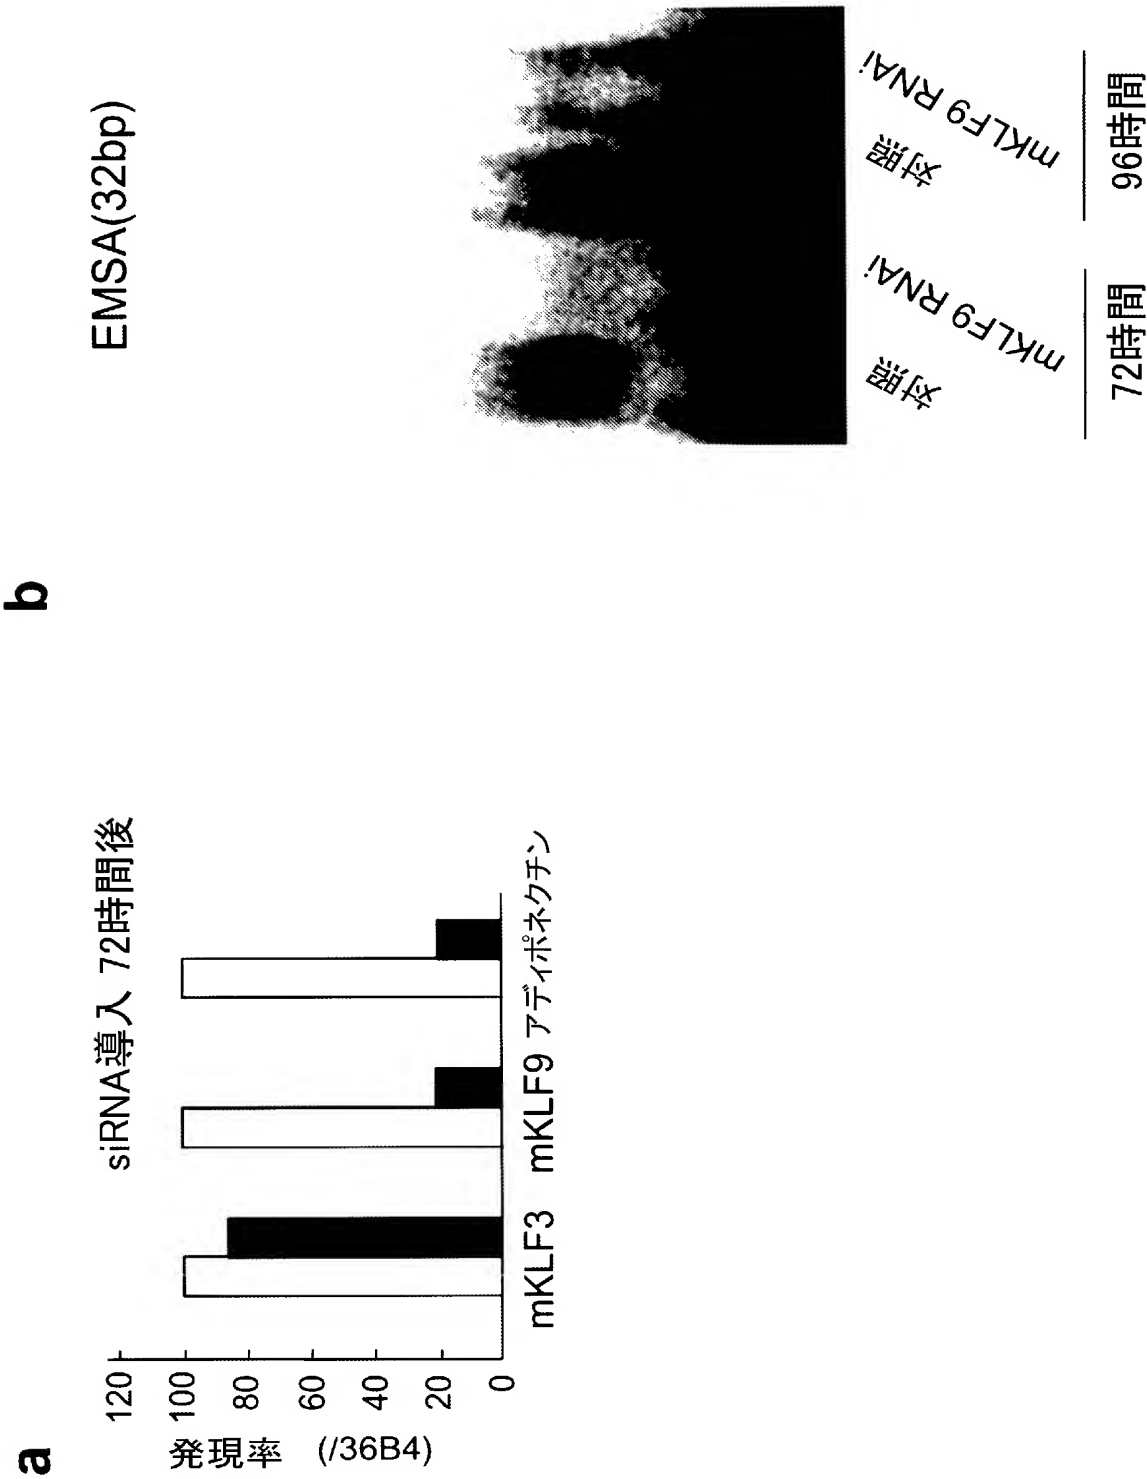 a
siRNA導入 72時間後
発現率 (/36B4)
120
100
80
60
40
20
0
mKLF3
mKLF9
アディポネクチン
b
EMSA(32bp)
対照
mKLF9 RNAi
対照
mKLF9 RNAi
72時間
96時間